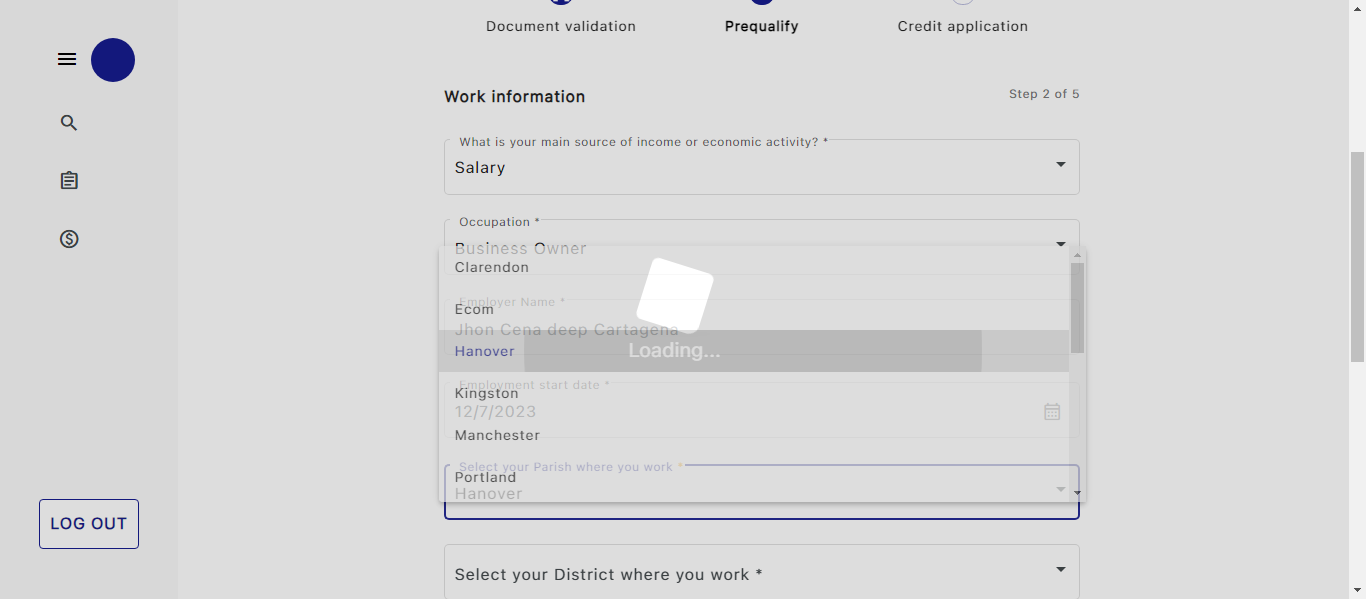 Document validation
Prequalify
Credit application
Work information
Step 2 of 5
What is your main source of income or economic activity? *
Salary
Occupation *
Business Owner
Clarendon
Employer Name *
Ecom
Jhon Cena deep Cartagena
Hanover
Loading...
Employment start date *
Kingston
12/7/2023
Manchester
Select your Parish where you work *
Portland
Hanover
LOG OUT
Select your District where you work *